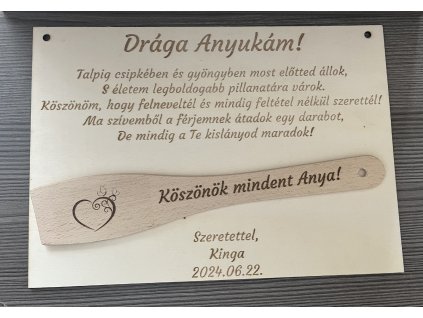 Drága Anyukám!
Talpig csipkében és gyöngyben most előtted állok,
S életem legboldogabb pillanatára várok.
Köszönöm, hogy felneveltél és mindig feltétel nélkül szerettél!
Ma szívemből a férjemnek átadok egy darabot,
De mindig a Te kislányod maradok!
Köszönök mindent Anya!
Szeretettel,
Kinga
2024.06.22.